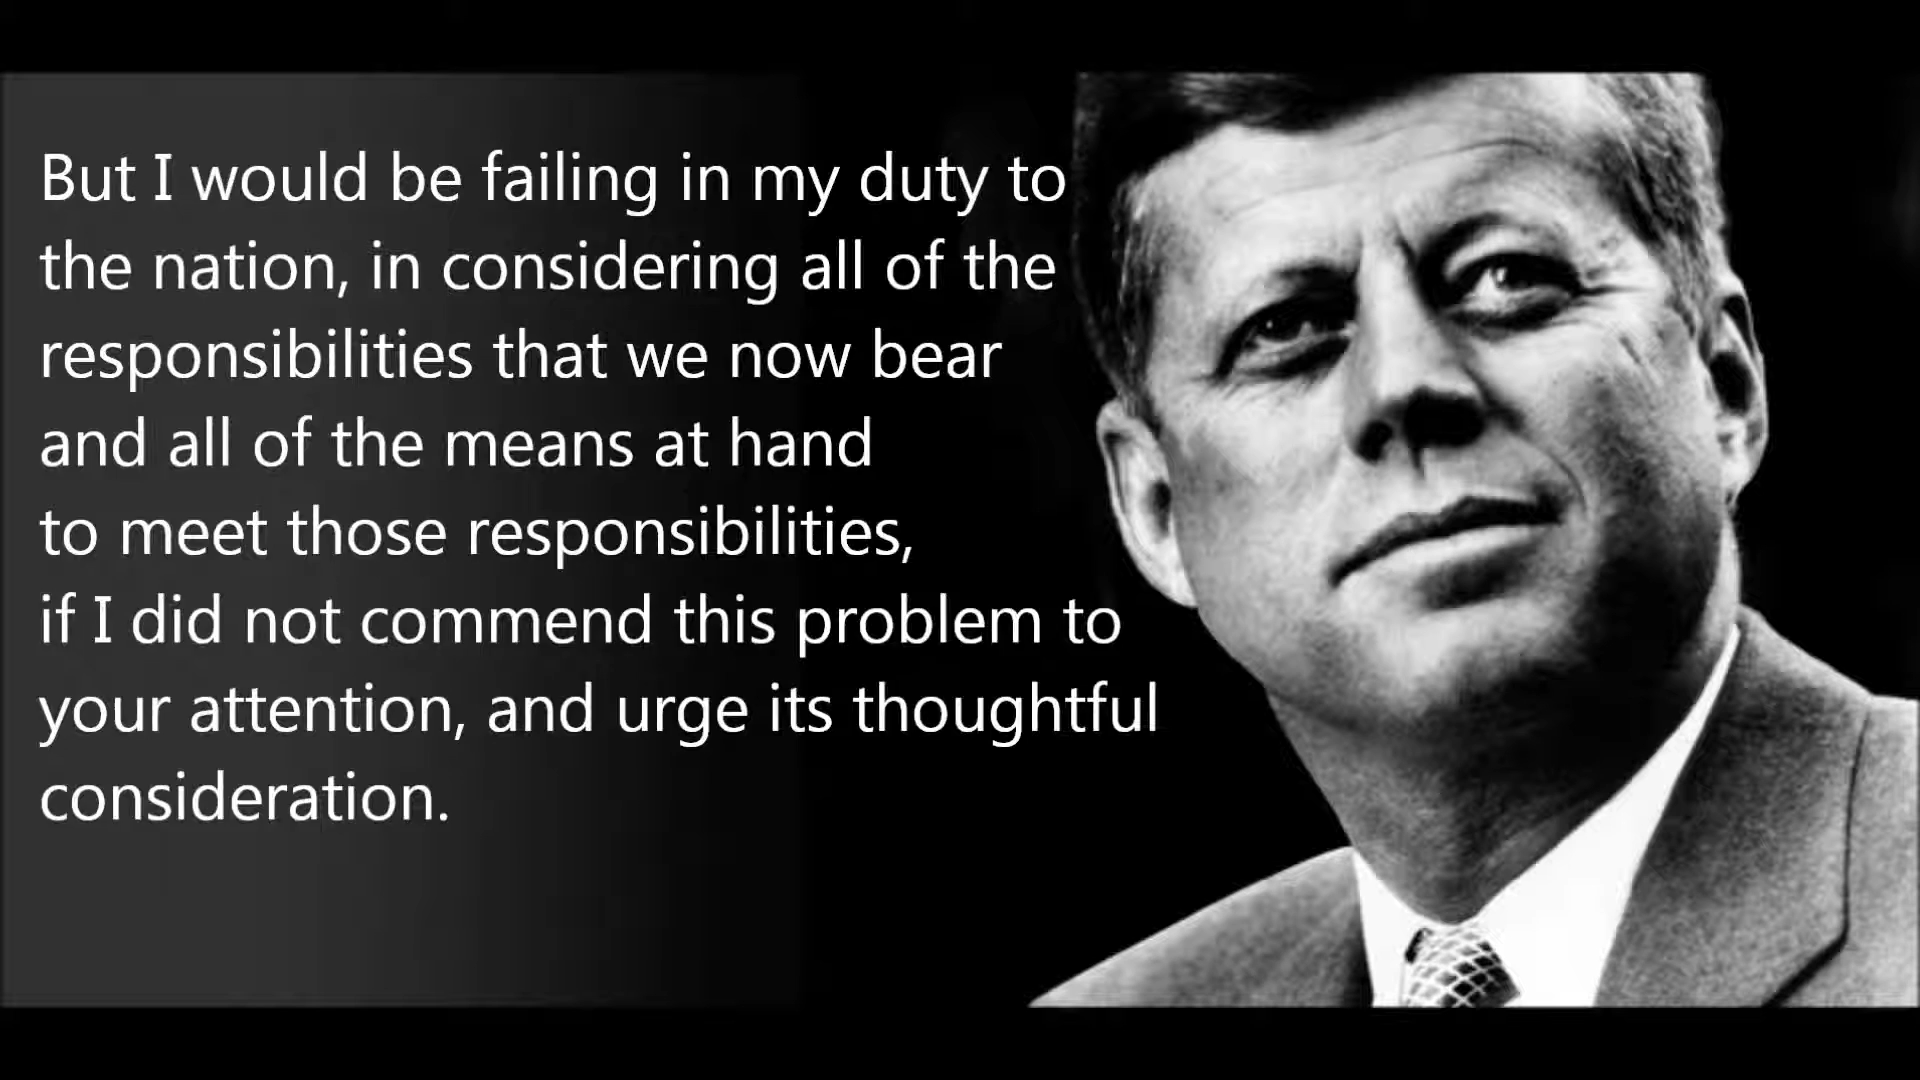 But I would be failing in my duty to
the nation, in considering all of the
responsibilities that we now bear
and all of the means at hand
to meet those responsibilities,
if I did not commend this problem to
your attention, and urge its thoughtful
consideration.